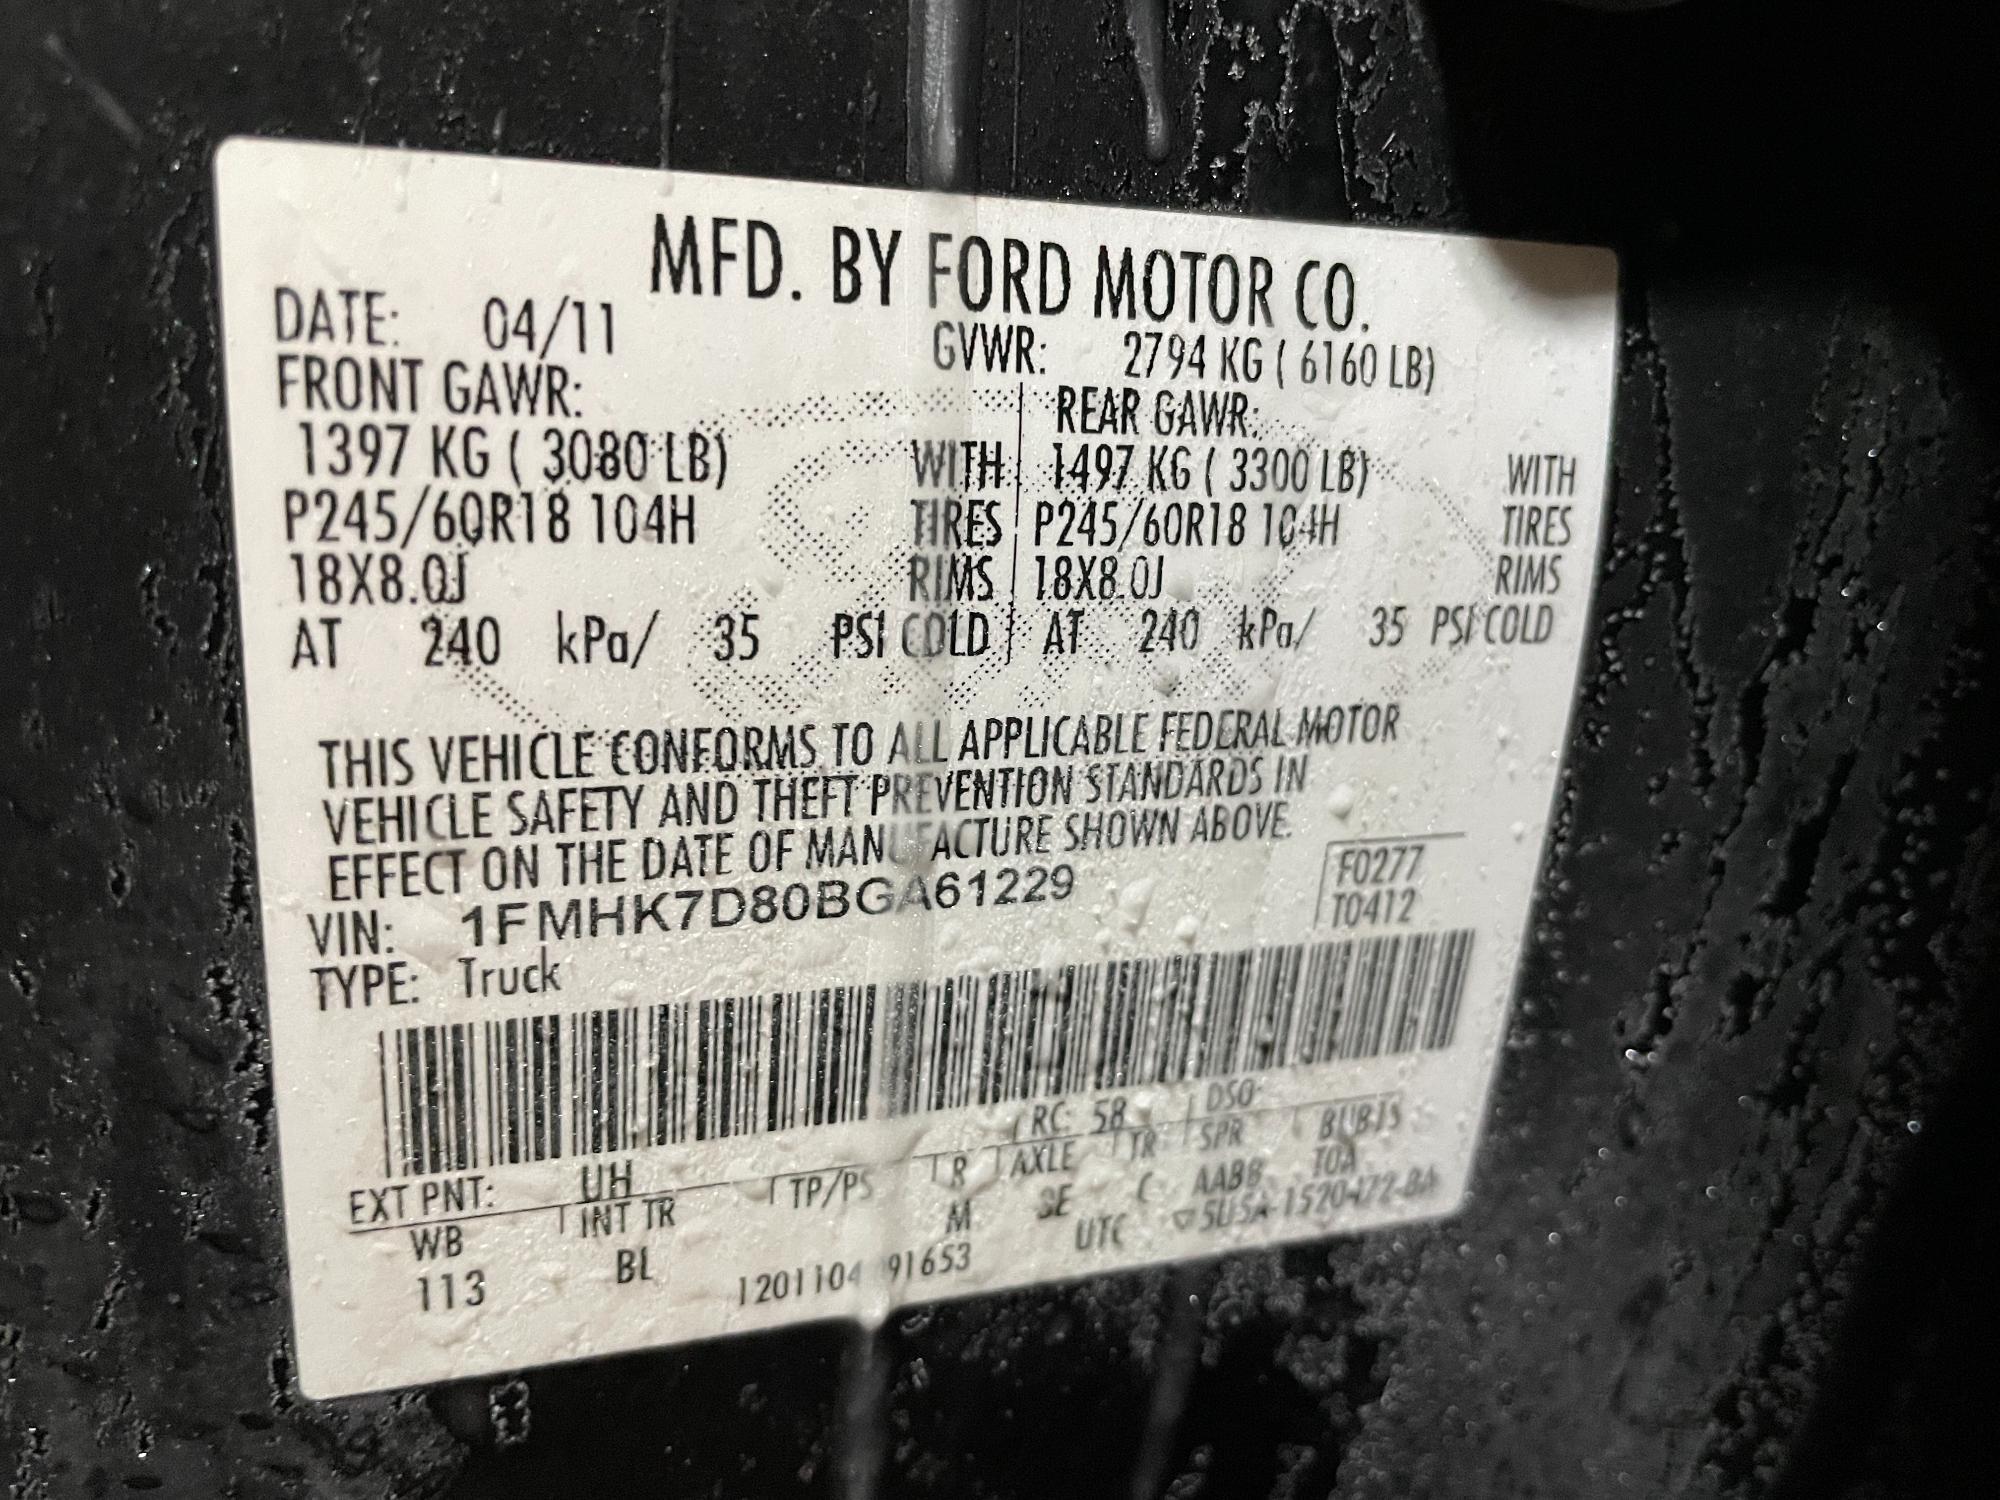 MFD. BY FORD MOTOR CO.
DATE: 04/11
GVWR: 2794 KG ( 6160 LB)
FRONT GAWR:
1397 KG ( 3080 LB) WITH
P245/60R18 104H TIRES
18X8.0J RIMS
AT 240 kPa/ 35 PSI COLD
REAR GAWR:
1497 KG ( 3300 LB) WITH
P245/60R18 104H TIRES
18X8.0J RIMS
AT 240 kPa/ 35 PSI COLD
THIS VEHICLE CONFORMS TO ALL APPLICABLE FEDERAL MOTOR
VEHICLE SAFETY AND THEFT PREVENTION STANDARDS IN
EFFECT ON THE DATE OF MANUFACTURE SHOWN ABOVE.
VIN: 1FMHK7D80BGA61229
F0277
T0412
TYPE: Truck
EXT PNT: UH RC: 58 DSO:
WB INT TR TP/PS R AXLE TR SPR
113 BL M C AABB
UTC